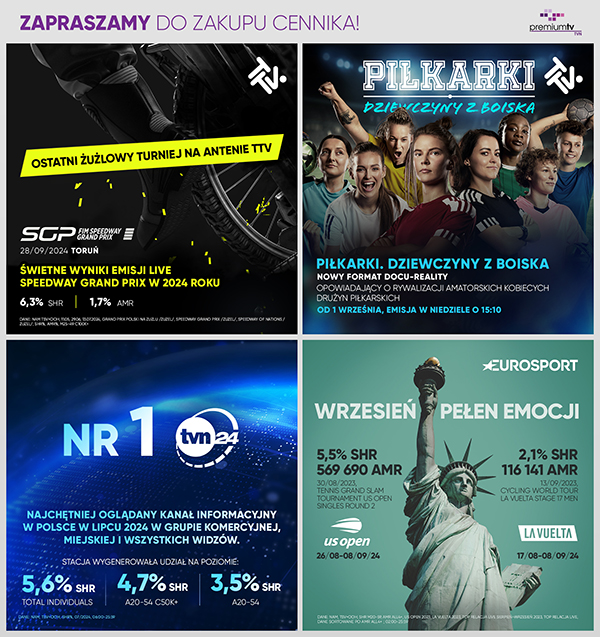 ZAPRASZAMY DO ZAKUPU CENNIKA!
premiumtv
TVN
TTV
OSTATNI ŻUŻLOWY TURNIEJ NA ANTENIE TTV
SGP FIM SPEEDWAY
GRAND PRIX
28/09/2024 TORUŃ
ŚWIETNE WYNIKI EMISJI LIVE
SPEEDWAY GRAND PRIX W 2024 ROKU
6,3% SHR | 1,7% AMR
TTV
PIŁKARKI
DZIEWCZYNY Z BOISKA
PIŁKARKI. DZIEWCZYNY Z BOISKA
NOWY FORMAT DOCU-REALITY
OPOWIADAJĄCY O RYWALIZACJI AMATORSKICH KOBIECYCH
DRUŻYN PIŁKARSKICH
OD 1 WRZEŚNIA, EMISJA W NIEDZIELE O 15:10
NR 1 tvn24
NAJCHĘTNIEJ OGLĄDANY KANAŁ INFORMACYJNY
W POLSCE W LIPCU 2024 W GRUPIE KOMERCYJNEJ,
MIEJSKIEJ I WSZYSTKICH WIDZÓW.
STACJA WYGENEROWAŁA UDZIAŁ NA POZIOMIE:
5,6% SHR
TOTAL INDIVIDUALS
4,7% SHR
A20-54 C50K+
3,5% SHR
A20-54
EUROSPORT
WRZESIEŃ PEŁEN EMOCJI
5,5% SHR
569 690 AMR
30/08/2023,
TENNIS GRAND SLAM
TOURNAMENT US OPEN
SINGLES ROUND 2
us open
26/08-08/09/24
2,1% SHR
116 141 AMR
13/09/2023,
CYCLING WORLD TOUR
LA VUELTA STAGE 17 MEN
LA VUELTA
17/08-08/09/24